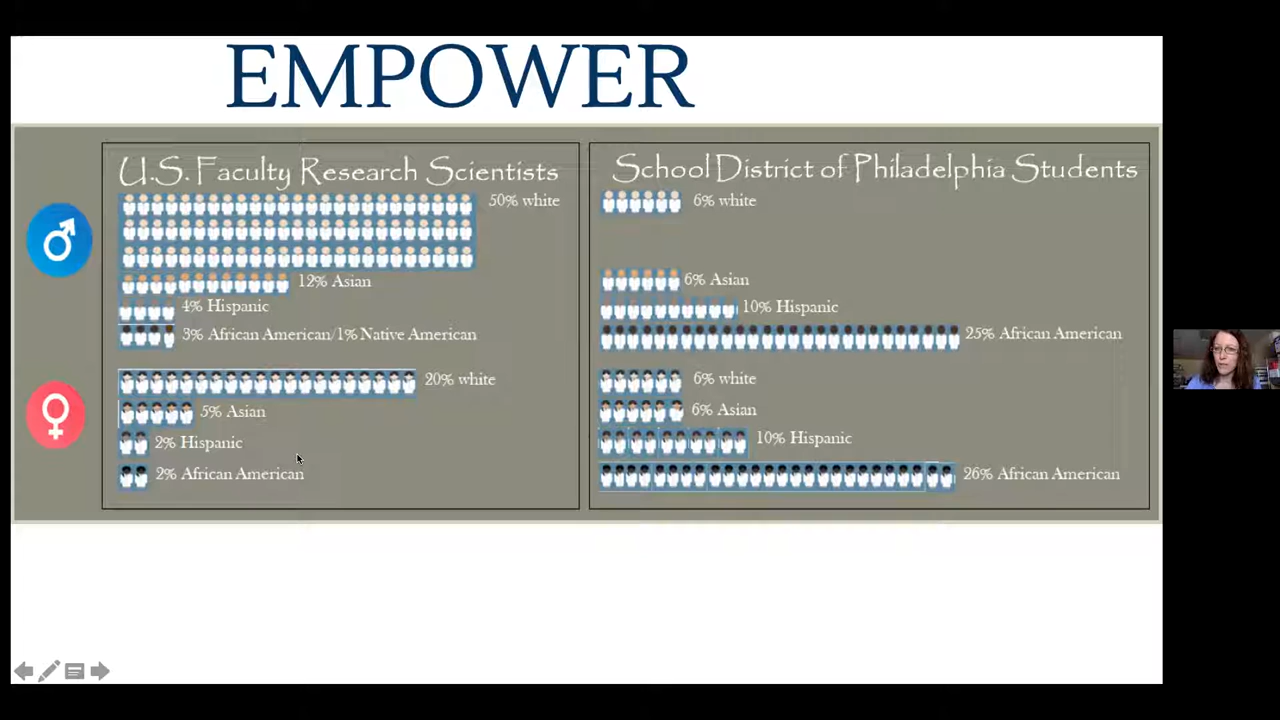 EMPOWER
U.S. Faculty Research Scientists
50% white
12% Asian
4% Hispanic
3% African American/1% Native American
20% white
5% Asian
2% Hispanic
2% African American
School District of Philadelphia Students
6% white
6% Asian
10% Hispanic
25% African American
6% white
6% Asian
10% Hispanic
26% African American